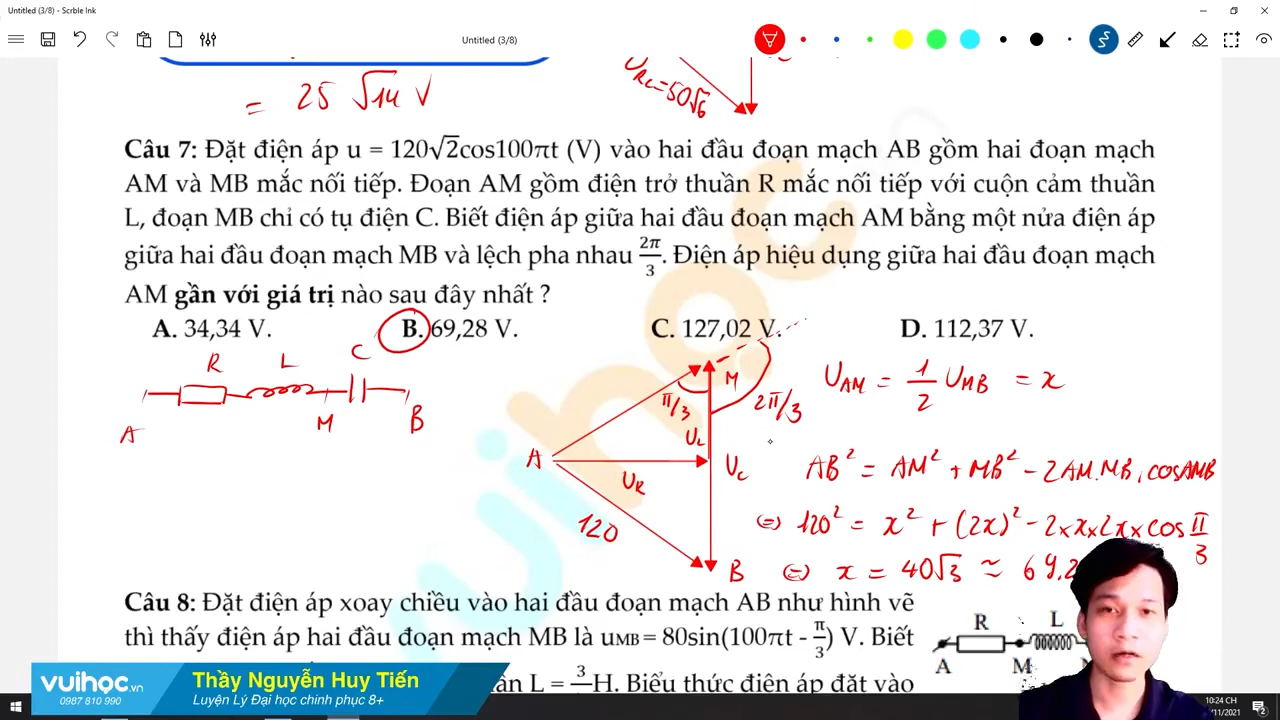 Untitled (3/8) - Scrble Ink
Untitled (3/8)
= 25 √14 V
U_RL = 50√6
Câu 7: Đặt điện áp u = 120√2cos100πt (V) vào hai đầu đoạn mạch AB gồm hai đoạn mạch
AM và MB mắc nối tiếp. Đoạn AM gồm điện trở thuần R mắc nối tiếp với cuộn cảm thuần
L, đoạn MB chỉ có tụ điện C. Biết điện áp giữa hai đầu đoạn mạch AM bằng một nửa điện áp
giữa hai đầu đoạn mạch MB và lệch pha nhau 2π/3. Điện áp hiệu dụng giữa hai đầu đoạn mạch
AM gần với giá trị nào sau đây nhất ?
A. 34,34 V. B. 69,28 V. C. 127,02 V. D. 112,37 V.
R L C
A M B
M
π/3 2π/3
U_L
A
U_R
U_C
120
B
U_AM = 1/2 U_MB = x
AB² = AM² + MB² - 2AM.MB.cosAMB
⇔ 120² = x² + (2x)² - 2×x×2x×cos π/3
⇔ x = 40√3 ≈ 69,2
Câu 8: Đặt điện áp xoay chiều vào hai đầu đoạn mạch AB như hình vẽ
thì thấy điện áp hai đầu đoạn mạch MB là uMB = 80sin(100πt - π/3) V. Biết
L = 3/ H. Biểu thức điện áp đặt vào
R L
A M
vuihọc.vn
0987 810 990
Thầy Nguyễn Huy Tiến
Luyện Lý Đại học chinh phục 8+
10:24 CH
/11/2021
vuihoc